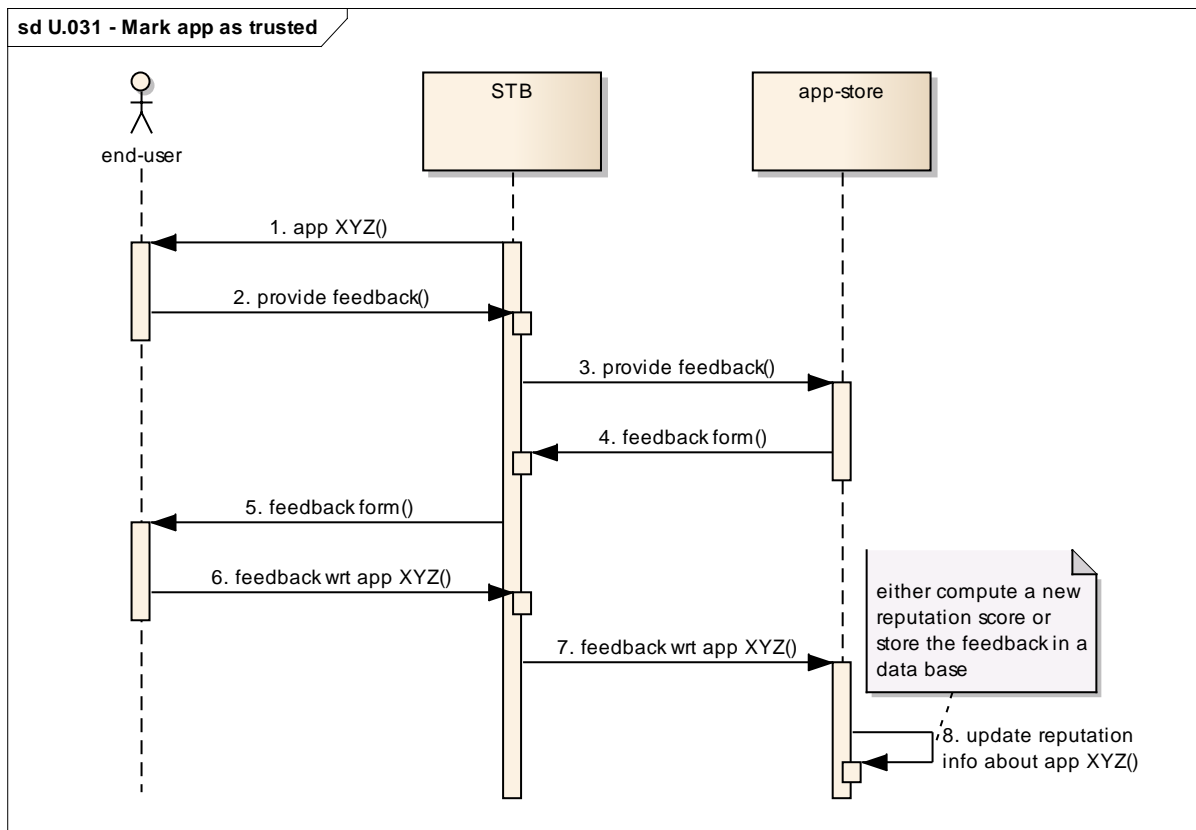 sd U.031 - Mark app as trusted
end-user
STB
app-store
1. app XYZ()
2. provide feedback()
3. provide feedback()
4. feedback form()
5. feedback form()
6. feedback wrt app XYZ()
either compute a new
reputation score or
store the feedback in a
data base
7. feedback wrt app XYZ()
8. update reputation
info about app XYZ()